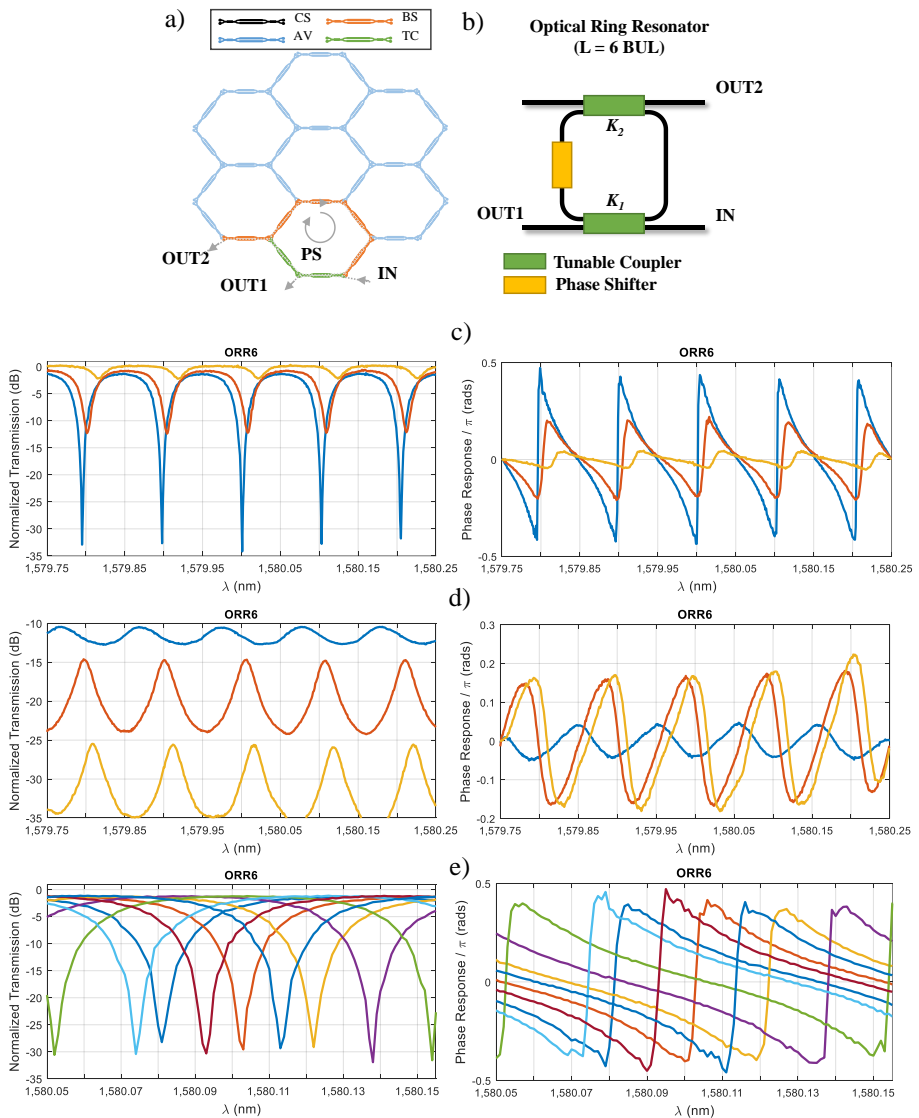 a)
CS BS
AV TC
OUT2
OUT1
PS
IN
b)
Optical Ring Resonator
(L = 6 BUL)
OUT2
K2
K1
OUT1
IN
Tunable Coupler
Phase Shifter
c)
ORR6
Normalized Transmission (dB)
0
-5
-10
-15
-20
-25
-30
-35
1,579.75 1,579.85 1,579.95 1,580.05 1,580.15 1,580.25
λ (nm)
ORR6
Phase Response / π (rads)
0.5
0
-0.5
1,579.75 1,579.85 1,579.95 1,580.05 1,580.15 1,580.25
λ (nm)
d)
ORR6
Normalized Transmission (dB)
-10
-15
-20
-25
-30
-35
1,579.75 1,579.85 1,579.95 1,580.05 1,580.15 1,580.25
λ (nm)
ORR6
Phase Response / π (rads)
0.3
0.2
0.1
0
-0.1
-0.2
1,579.75 1,579.85 1,579.95 1,580.05 1,580.15 1,580.25
λ (nm)
e)
ORR6
Normalized Transmission (dB)
0
-5
-10
-15
-20
-25
-30
-35
1,580.05 1,580.07 1,580.09 1,580.11 1,580.13 1,580.15
λ (nm)
ORR6
Phase Response / π (rads)
0.5
0
-0.5
1,580.05 1,580.07 1,580.09 1,580.11 1,580.13 1,580.15
λ (nm)